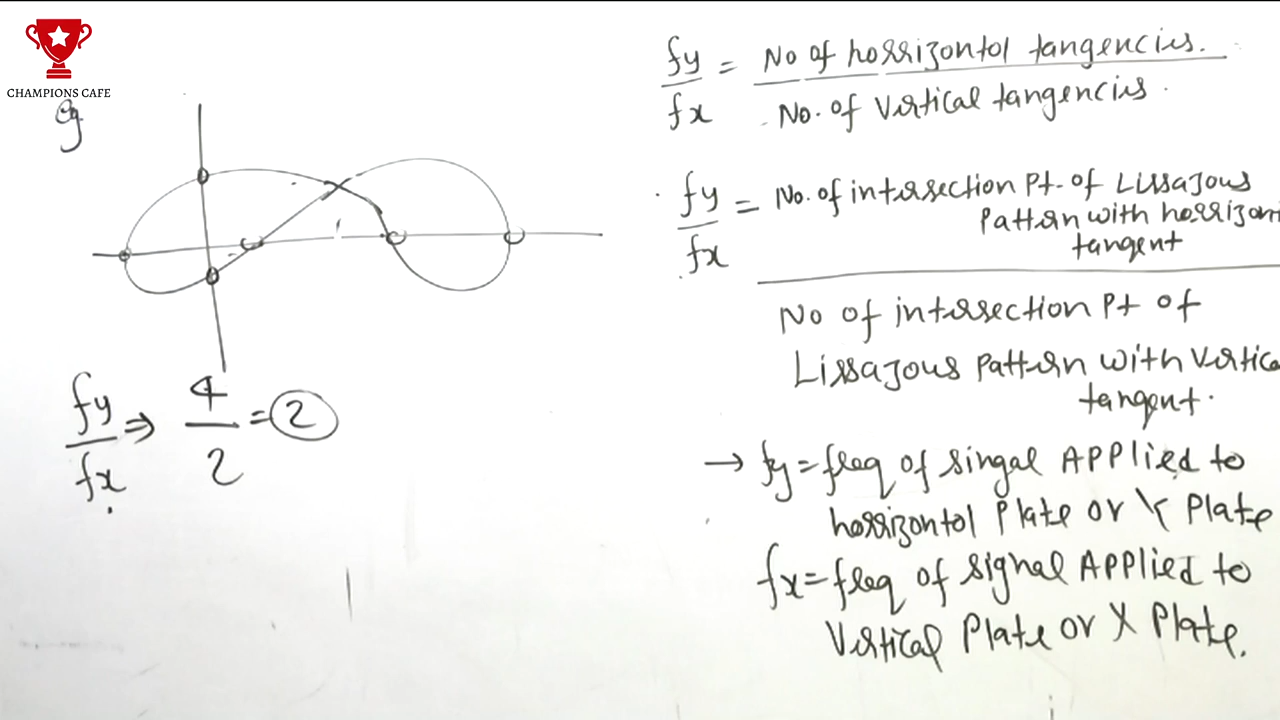 CHAMPIONS CAFE
eg
fy/fx = No of horrizontol tangencies.
No. of Vertical tangencies.
fy/fx = No. of intersection Pt. of Lissajous
Pattern with horrizon
tangent
No of intersection Pt of
Lissajous Pattern with Vertica
tangent.
fy/fx ⇒ 4/2 = 2
→ fy = freq of singal APPlied to
horrizontol Plate or Y Plate
fx = freq of signal APPlied to
Vertical Plate or X Plate.